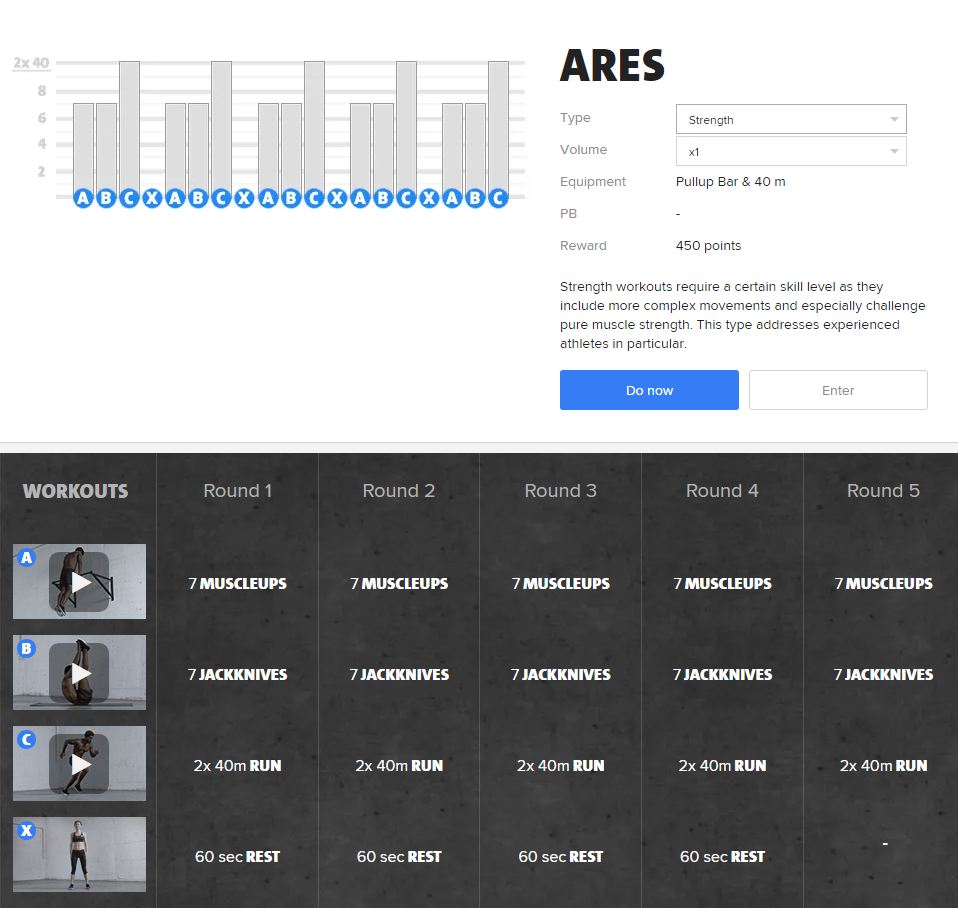 2x 40
8
6
4
2
A B C X A B C X A B C X A B C X A B C
ARES
Type Strength
Volume x1
Equipment Pullup Bar & 40 m
PB -
Reward 450 points
Strength workouts require a certain skill level as they
include more complex movements and especially challenge
pure muscle strength. This type addresses experienced
athletes in particular.
Do now Enter
WORKOUTS Round 1 Round 2 Round 3 Round 4 Round 5
A 7 MUSCLEUPS 7 MUSCLEUPS 7 MUSCLEUPS 7 MUSCLEUPS 7 MUSCLEUPS
B 7 JACKKNIVES 7 JACKKNIVES 7 JACKKNIVES 7 JACKKNIVES 7 JACKKNIVES
C 2x 40m RUN 2x 40m RUN 2x 40m RUN 2x 40m RUN 2x 40m RUN
X 60 sec REST 60 sec REST 60 sec REST 60 sec REST -